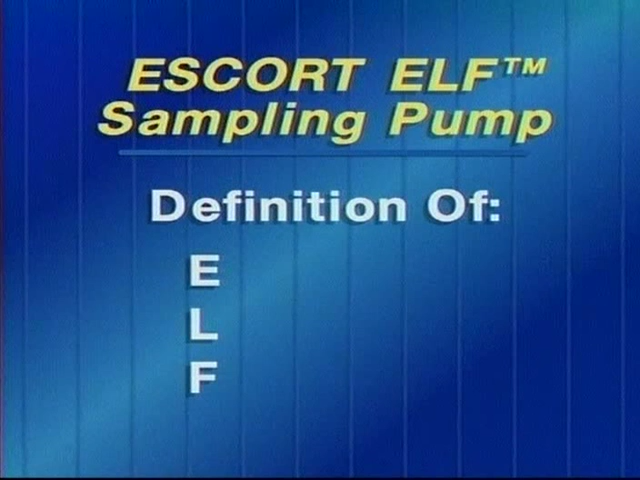 ESCORT ELF™
Sampling Pump
Definition Of:
E
L
F